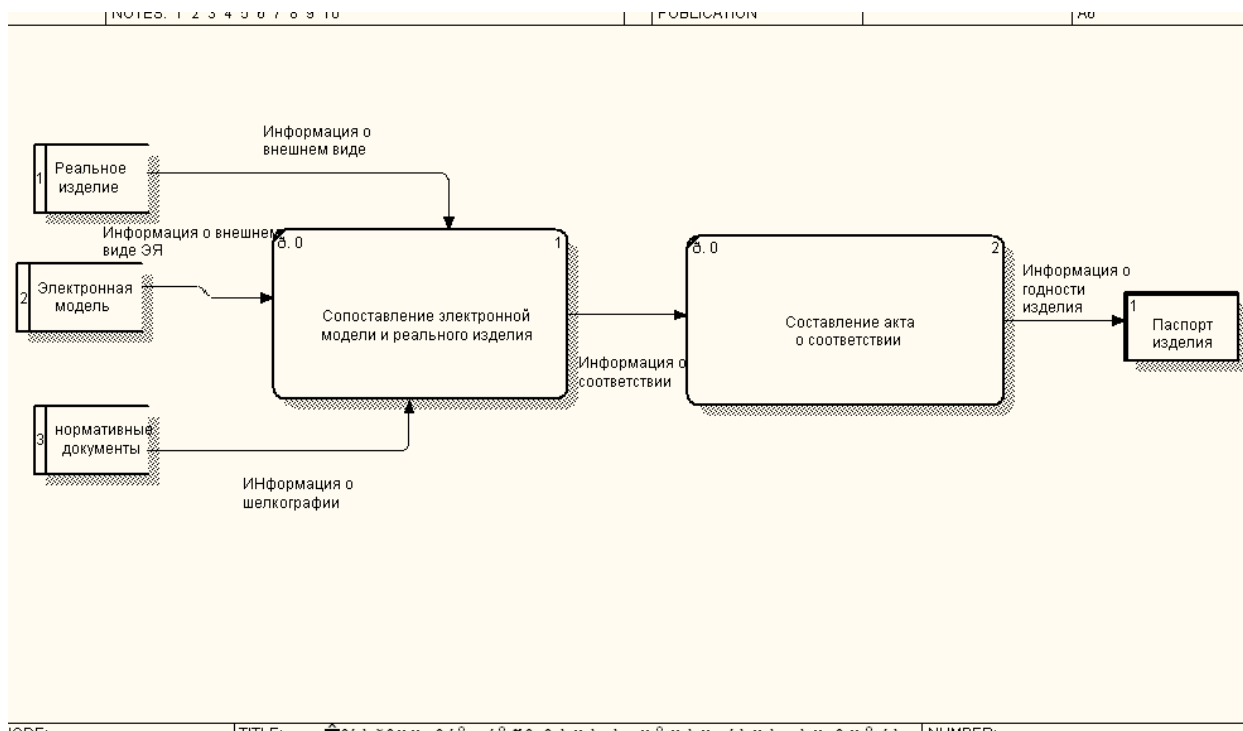 NOTES: 1 2 3 4 5 6 7 8 9 10
PUBLICATION
A0
Информация о
внешнем виде
1
Реальное
изделие
Информация о внешнем
виде ЭЯ
2
Электронная
модель
3
нормативные
документы
ИНформация о
шелкографии
ð. 0
1
Сопоставление электронной
модели и реального изделия
Информация о
соответствии
ð. 0
2
Составление акта
о соответствии
Информация о
годности
изделия
1
Паспорт
изделия
TITLE:
NUMBER: